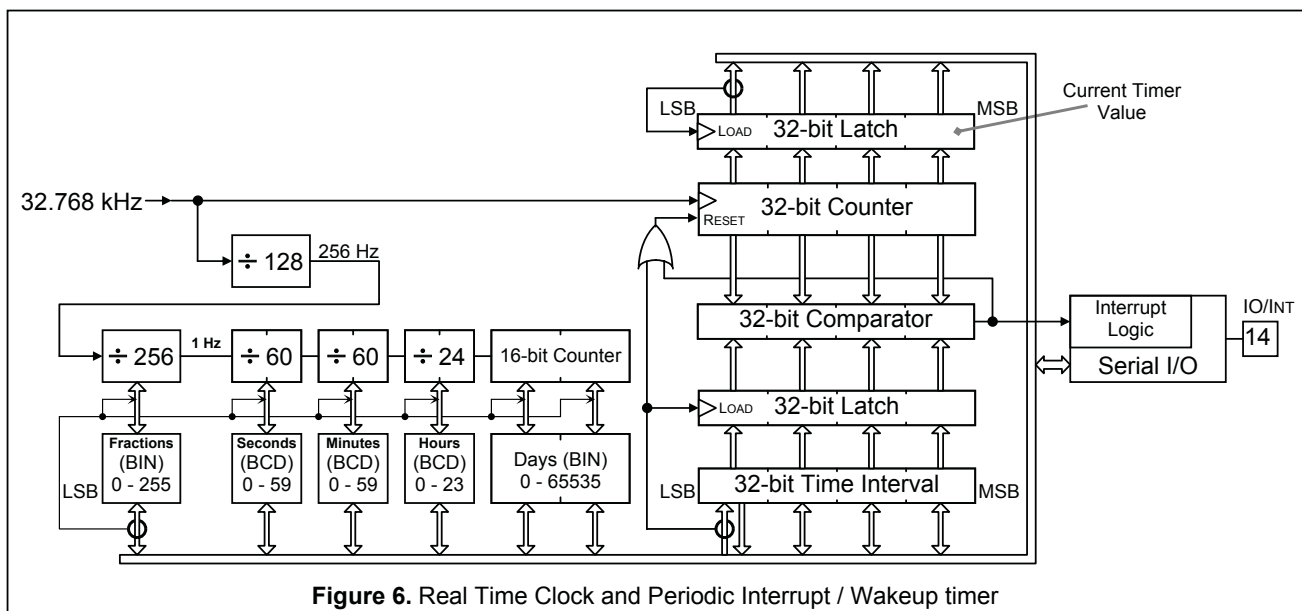 LSB
MSB
Current Timer
Value
LOAD
32-bit Latch
32.768 kHz
32-bit Counter
RESET
÷ 128
256 Hz
32-bit Comparator
Interrupt
Logic
Serial I/O
IO/INT
14
÷ 256
1 Hz
÷ 60
÷ 60
÷ 24
16-bit Counter
LOAD
32-bit Latch
Fractions
(BIN)
0 - 255
Seconds
(BCD)
0 - 59
Minutes
(BCD)
0 - 59
Hours
(BCD)
0 - 23
Days (BIN)
0 - 65535
LSB
LSB
32-bit Time Interval
MSB
Figure 6. Real Time Clock and Periodic Interrupt / Wakeup timer